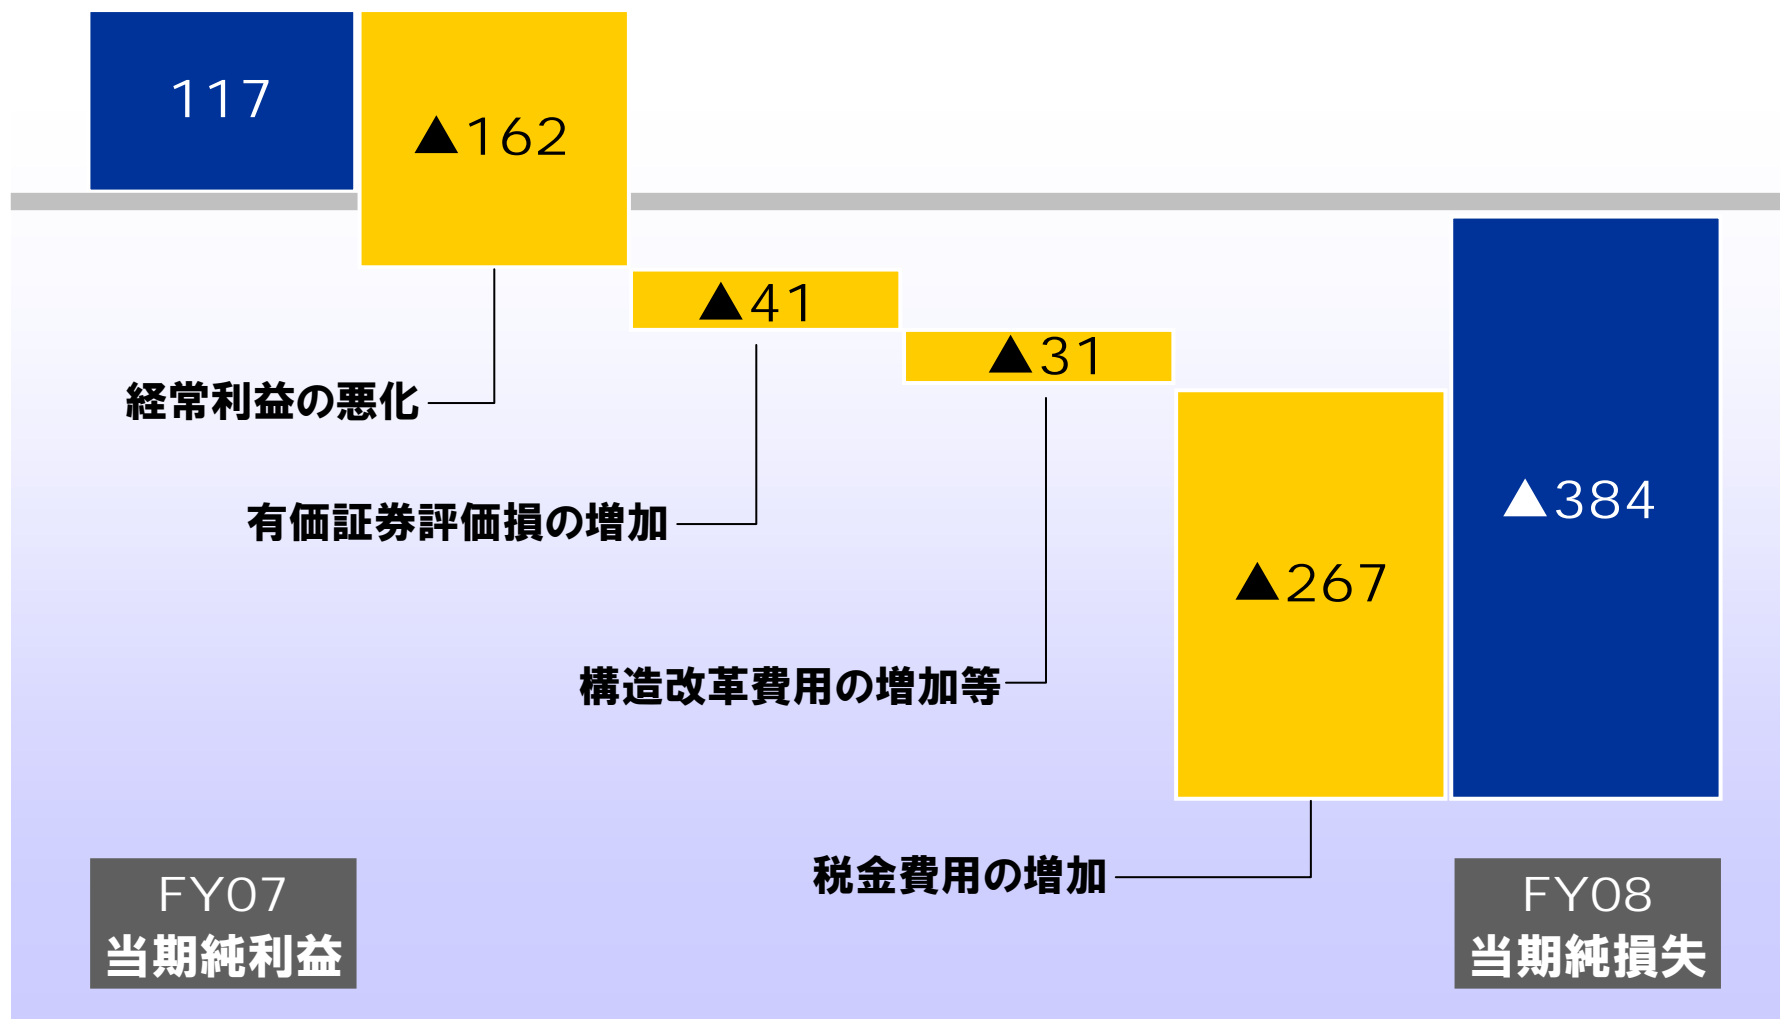 117
▲162
▲41
▲31
経常利益の悪化
▲384
有価証券評価損の増加
▲267
構造改革費用の増加等
税金費用の増加
FY07
当期純利益
FY08
当期純損失